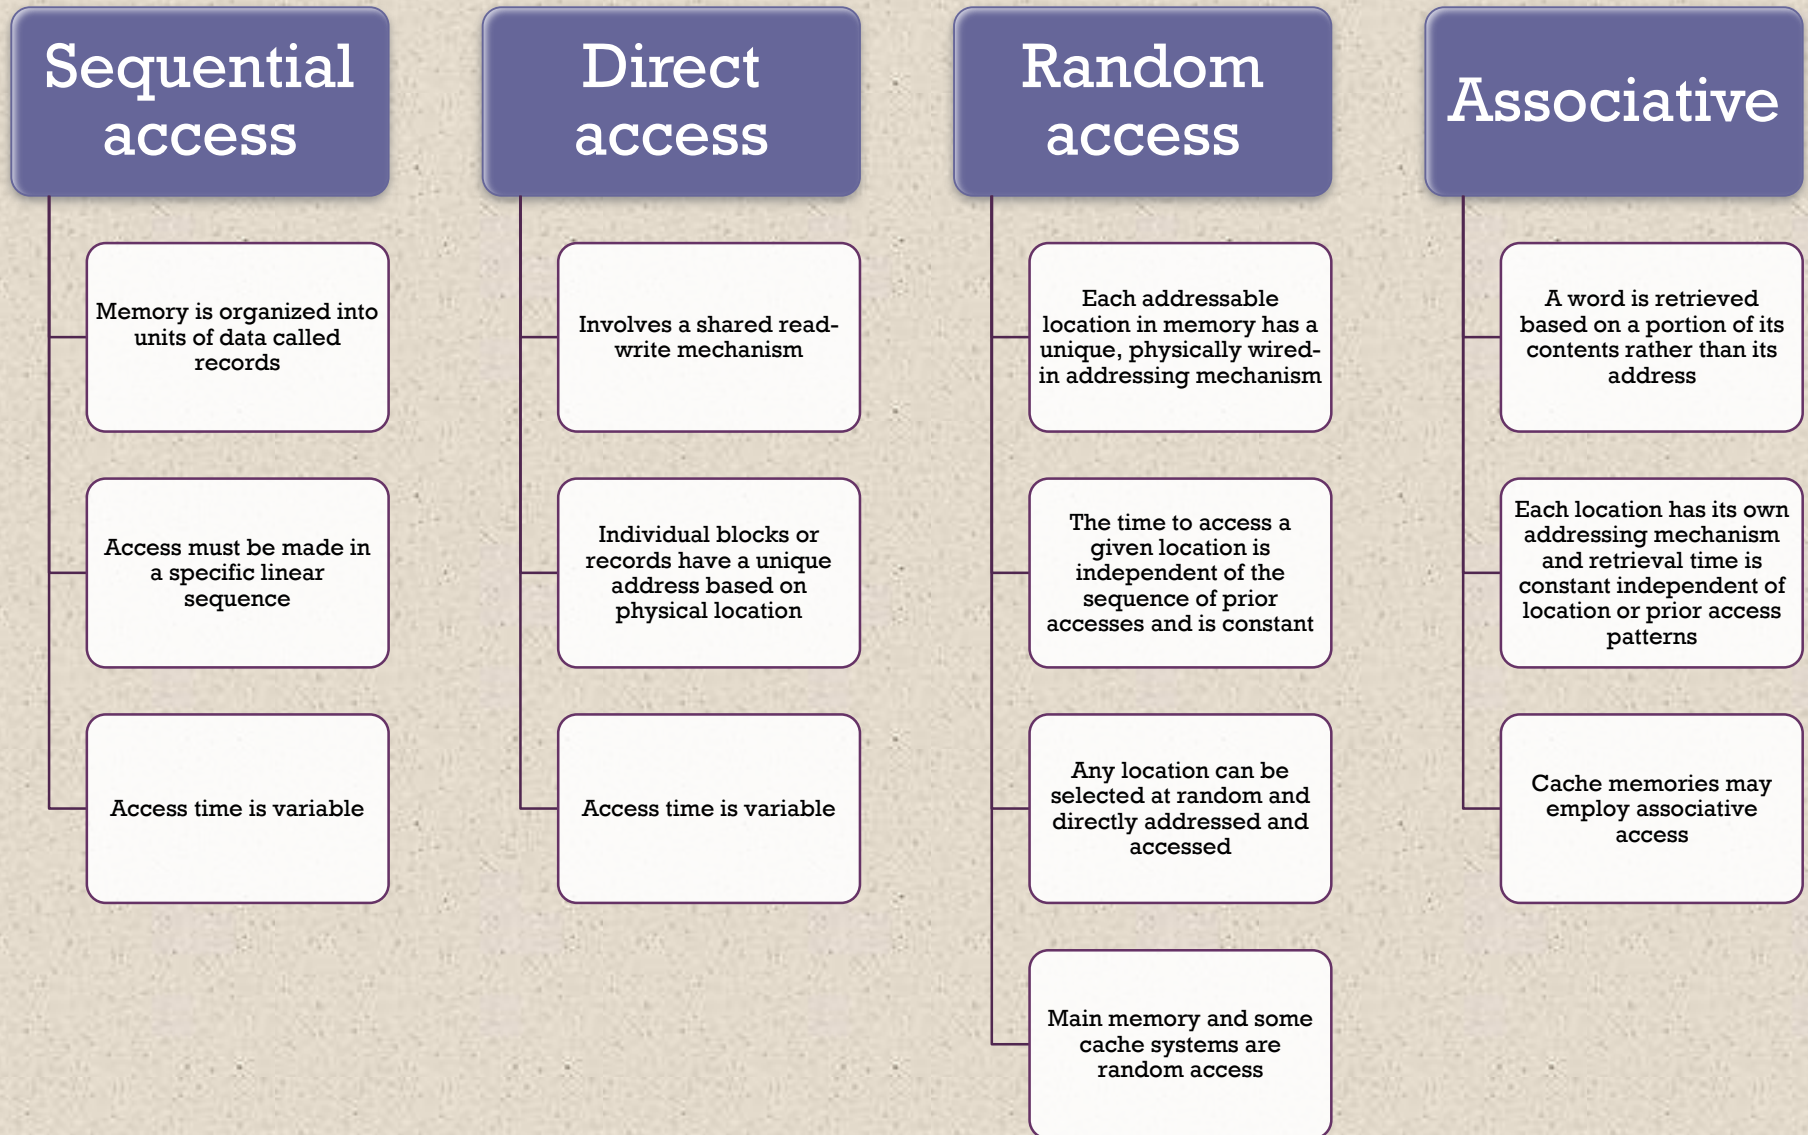 Sequential
access
Memory is organized into
units of data called
records
Access must be made in
a specific linear
sequence
Access time is variable
Direct
access
Involves a shared read-
write mechanism
Individual blocks or
records have a unique
address based on
physical location
Access time is variable
Random
access
Each addressable
location in memory has a
unique, physically wired-
in addressing mechanism
The time to access a
given location is
independent of the
sequence of prior
accesses and is constant
Any location can be
selected at random and
directly addressed and
accessed
Main memory and some
cache systems are
random access
Associative
A word is retrieved
based on a portion of its
contents rather than its
address
Each location has its own
addressing mechanism
and retrieval time is
constant independent of
location or prior access
patterns
Cache memories may
employ associative
access